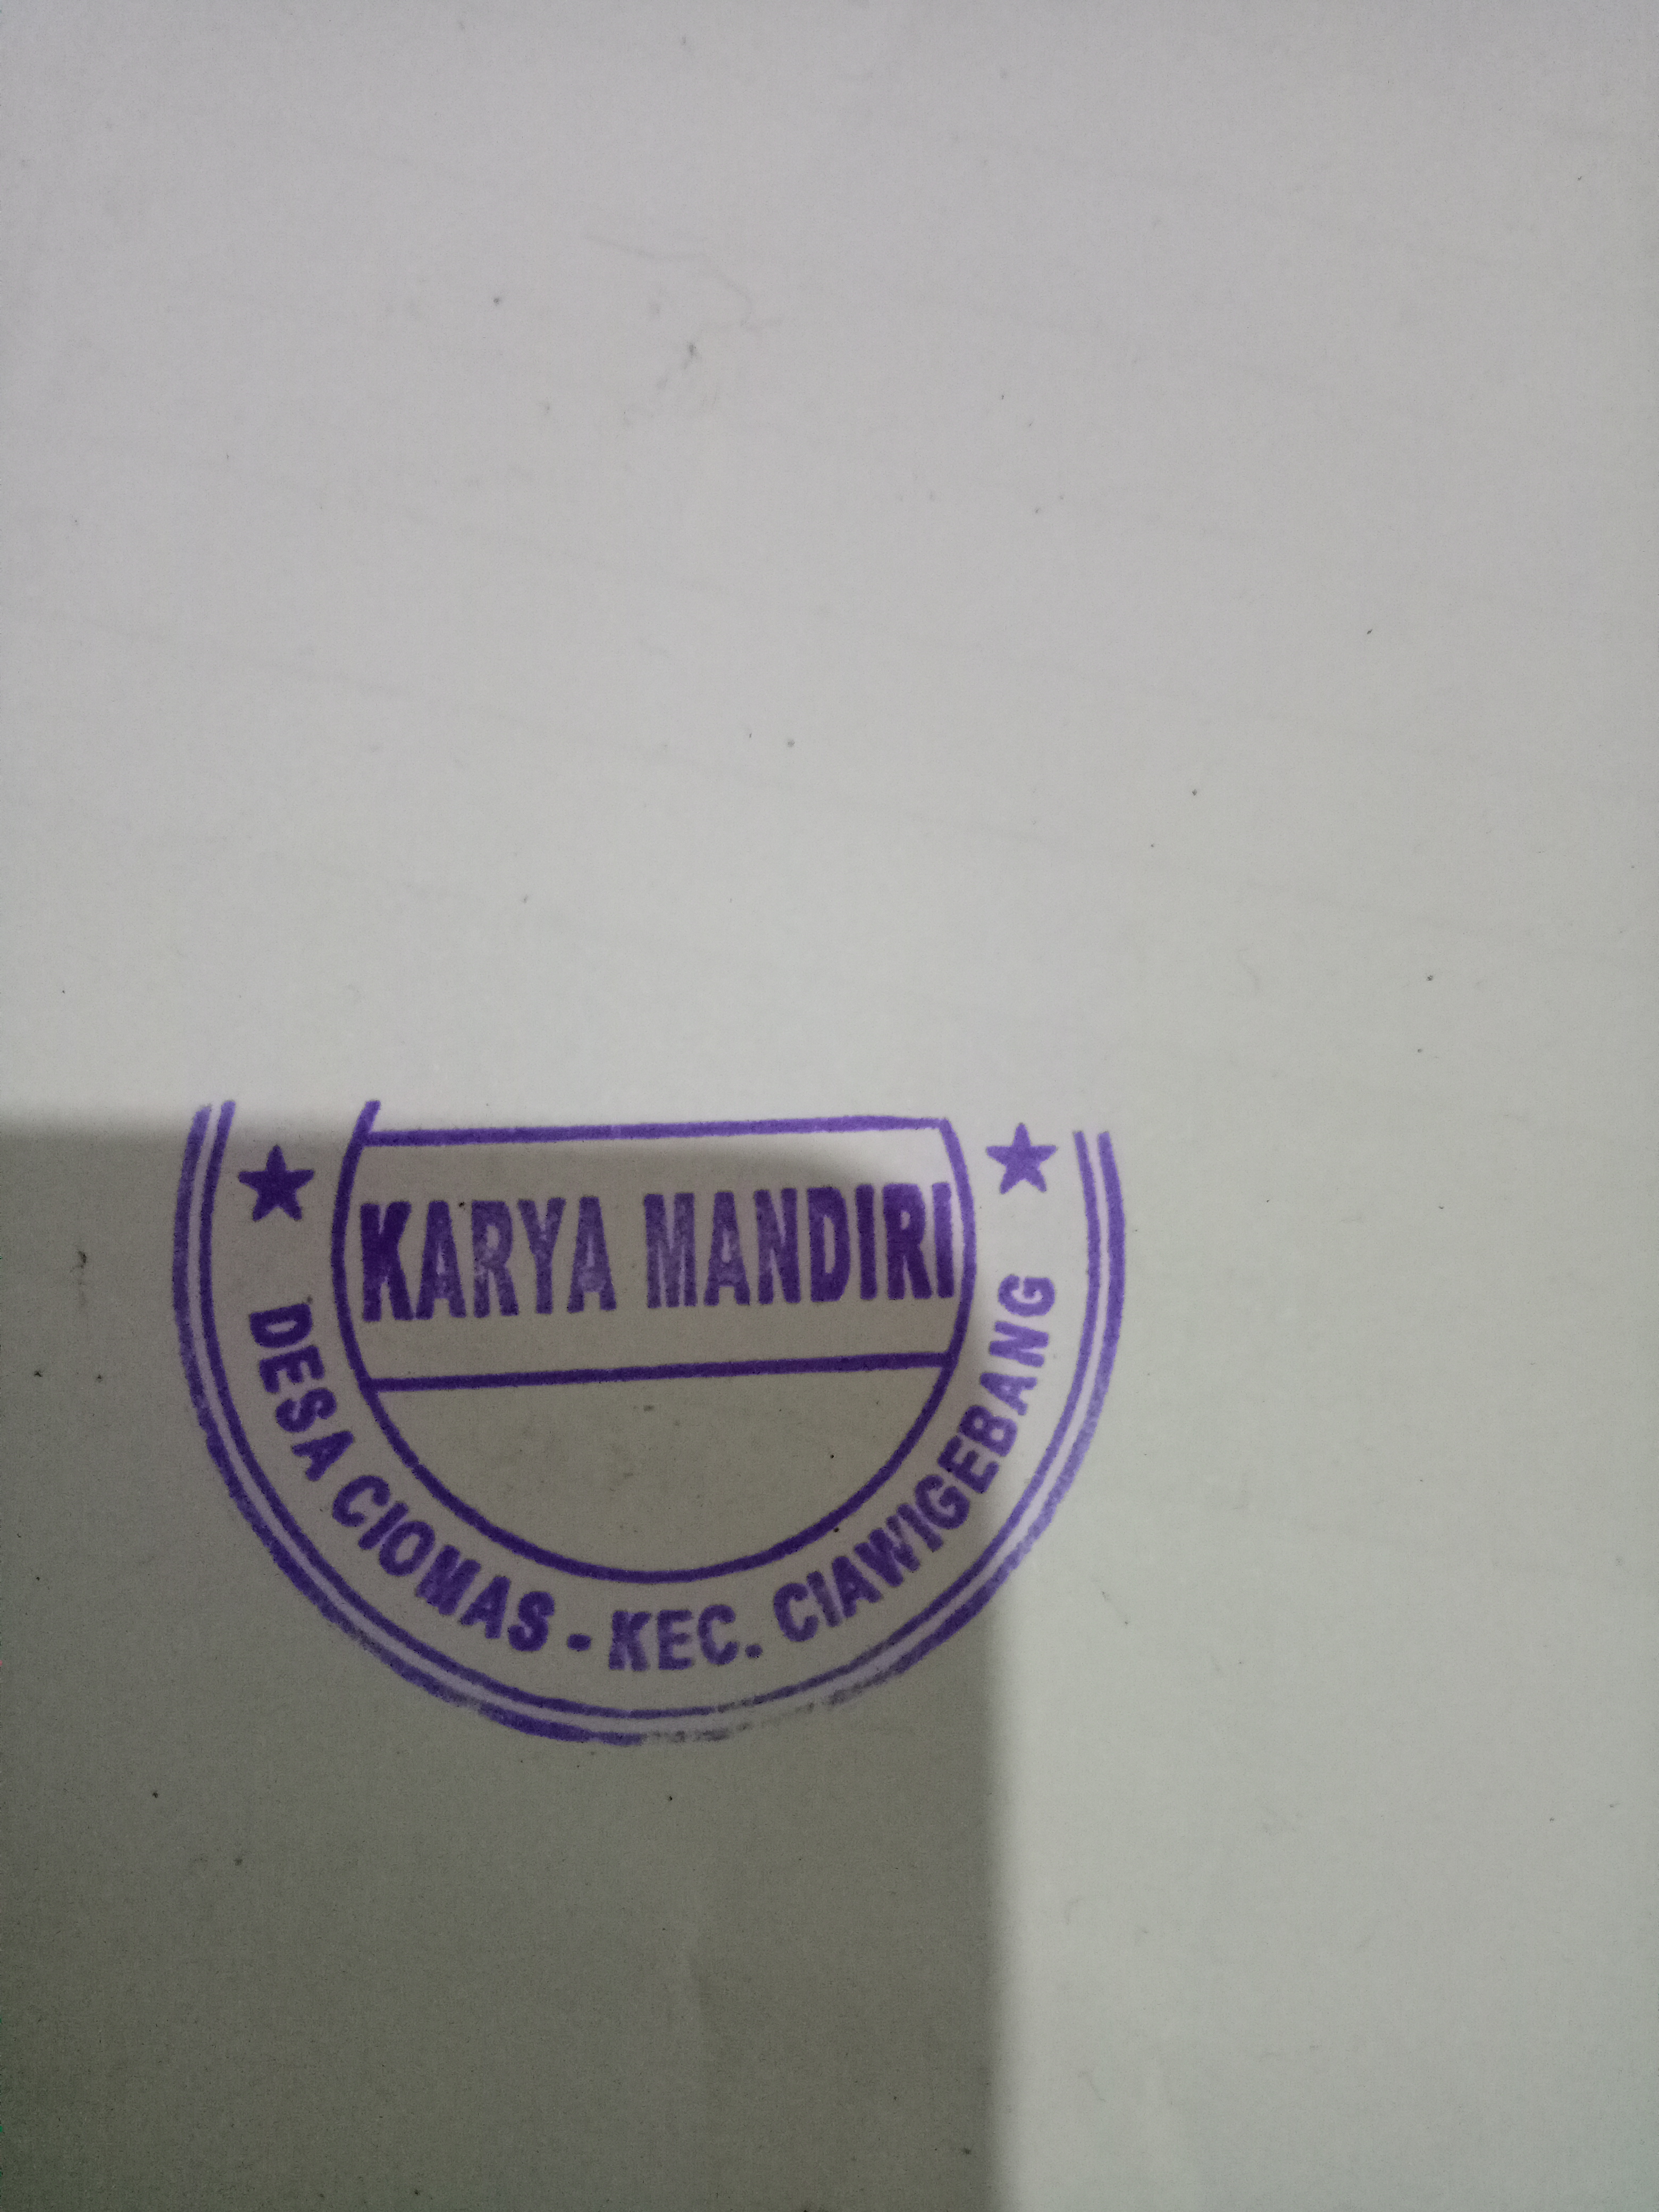 KARYA MANDIRI
DESA CIOMAS - KEC. CIAWIGEBANG